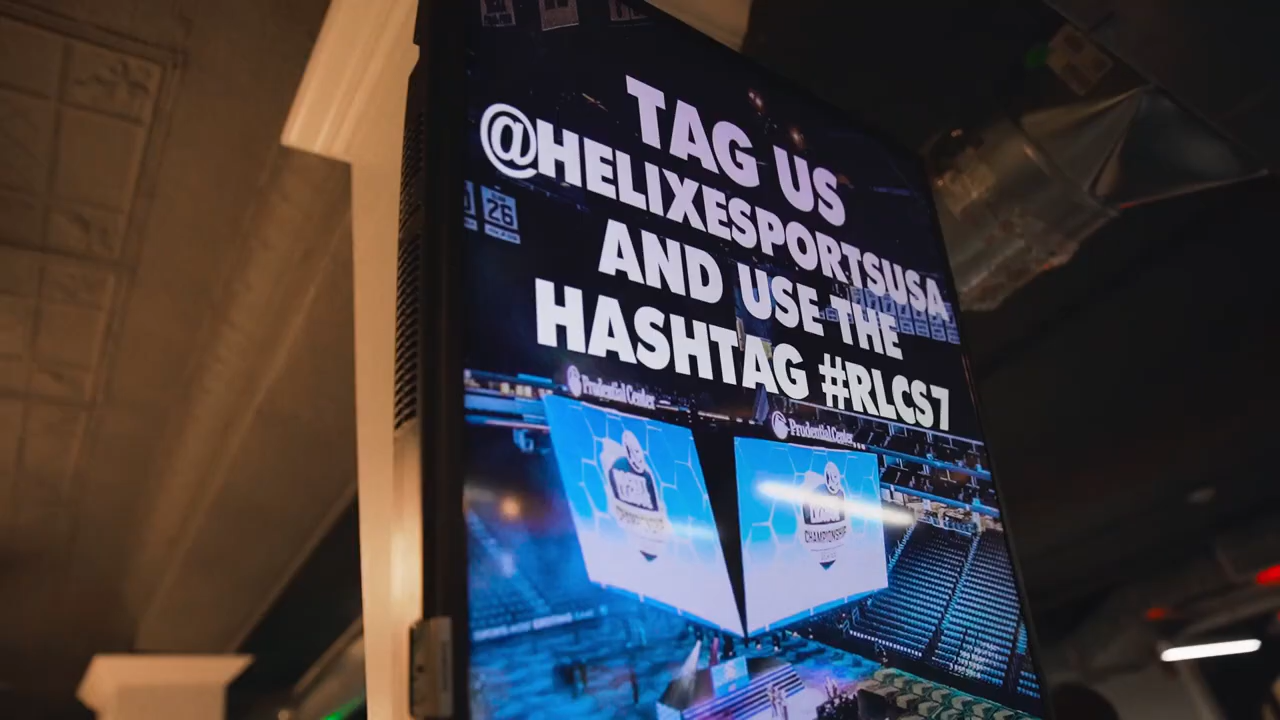 TAG US
@HELIXESPORTSUSA
AND USE THE
HASHTAG #RLCS7
26
Prudential Center
Prudential Center
CHAMPIONSHIP